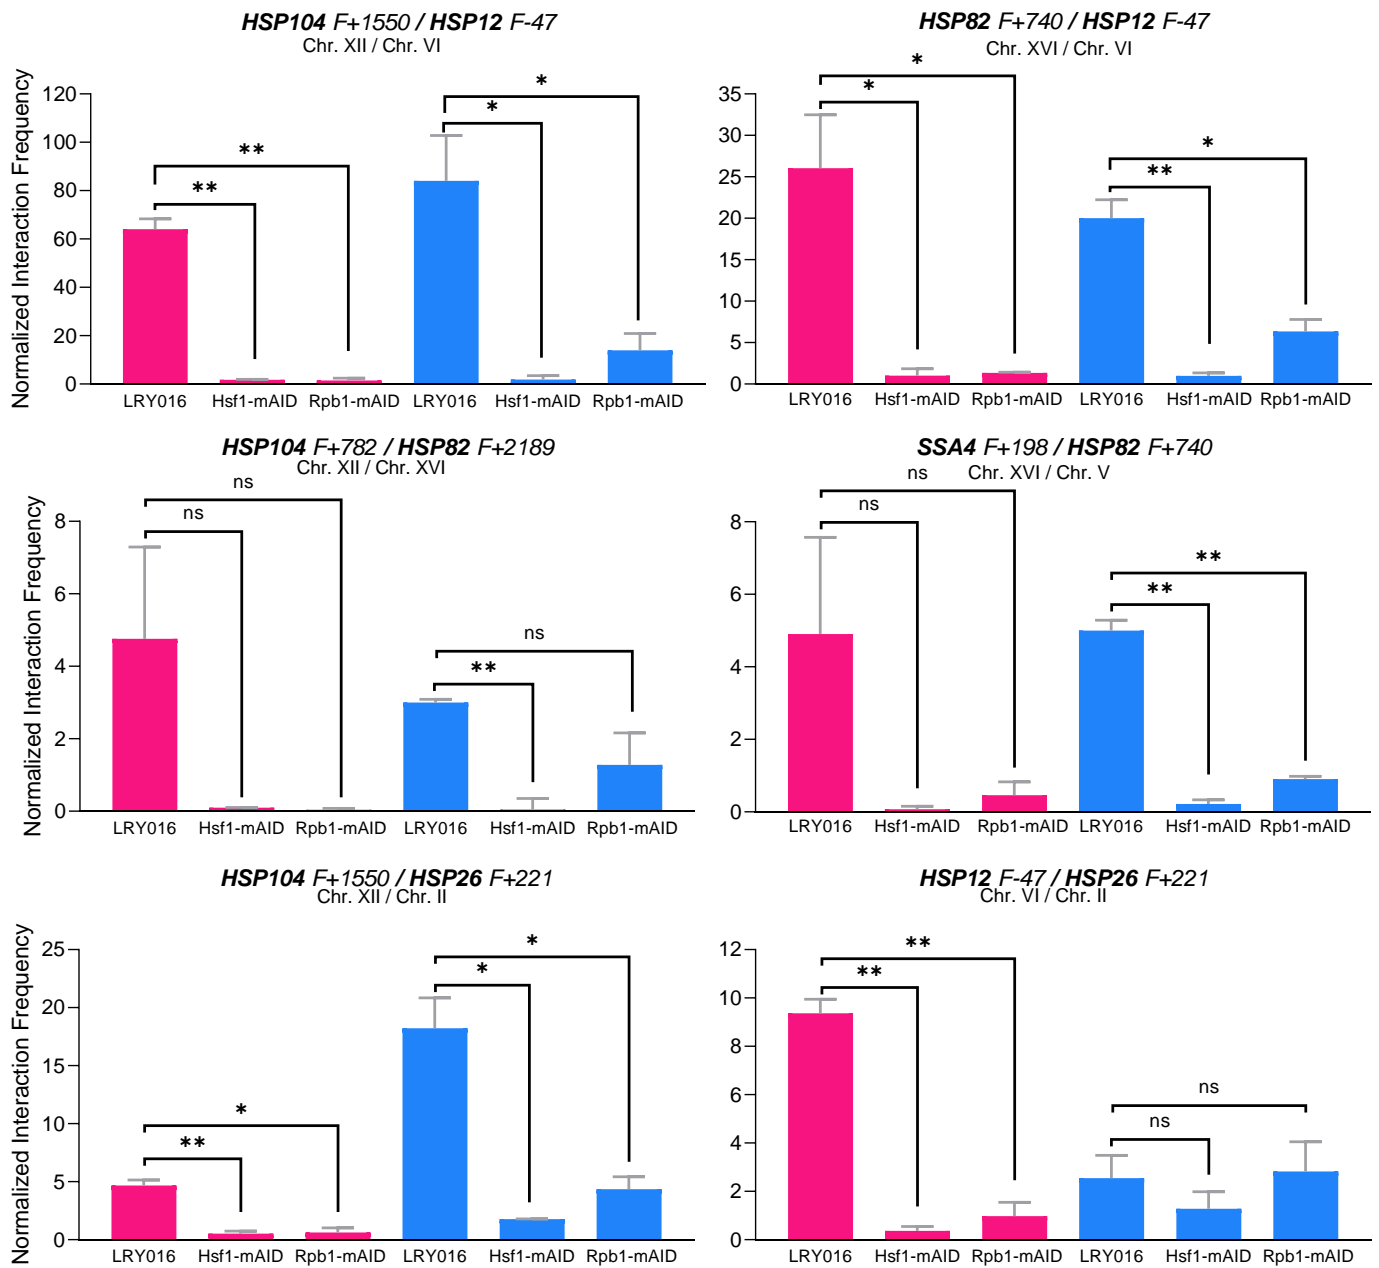 HSP104 F+1550 / HSP12 F-47
Chr. XII / Chr. VI
Normalized Interaction Frequency
120
100
80
60
40
20
0
**
**
*
*
LRY016 Hsf1-mAID Rpb1-mAID LRY016 Hsf1-mAID Rpb1-mAID
HSP82 F+740 / HSP12 F-47
Chr. XVI / Chr. VI
35
30
25
20
15
10
5
0
*
*
*
**
LRY016 Hsf1-mAID Rpb1-mAID LRY016 Hsf1-mAID Rpb1-mAID
HSP104 F+782 / HSP82 F+2189
Chr. XII / Chr. XVI
Normalized Interaction Frequency
8
6
4
2
0
ns
ns
ns
**
LRY016 Hsf1-mAID Rpb1-mAID LRY016 Hsf1-mAID Rpb1-mAID
SSA4 F+198 / HSP82 F+740
Chr. XVI / Chr. V
8
6
4
2
0
ns
ns
**
**
LRY016 Hsf1-mAID Rpb1-mAID LRY016 Hsf1-mAID Rpb1-mAID
HSP104 F+1550 / HSP26 F+221
Chr. XII / Chr. II
Normalized Interaction Frequency
25
20
15
10
5
0
*
**
*
*
LRY016 Hsf1-mAID Rpb1-mAID LRY016 Hsf1-mAID Rpb1-mAID
HSP12 F-47 / HSP26 F+221
Chr. VI / Chr. II
12
10
8
6
4
2
0
**
**
ns
ns
LRY016 Hsf1-mAID Rpb1-mAID LRY016 Hsf1-mAID Rpb1-mAID